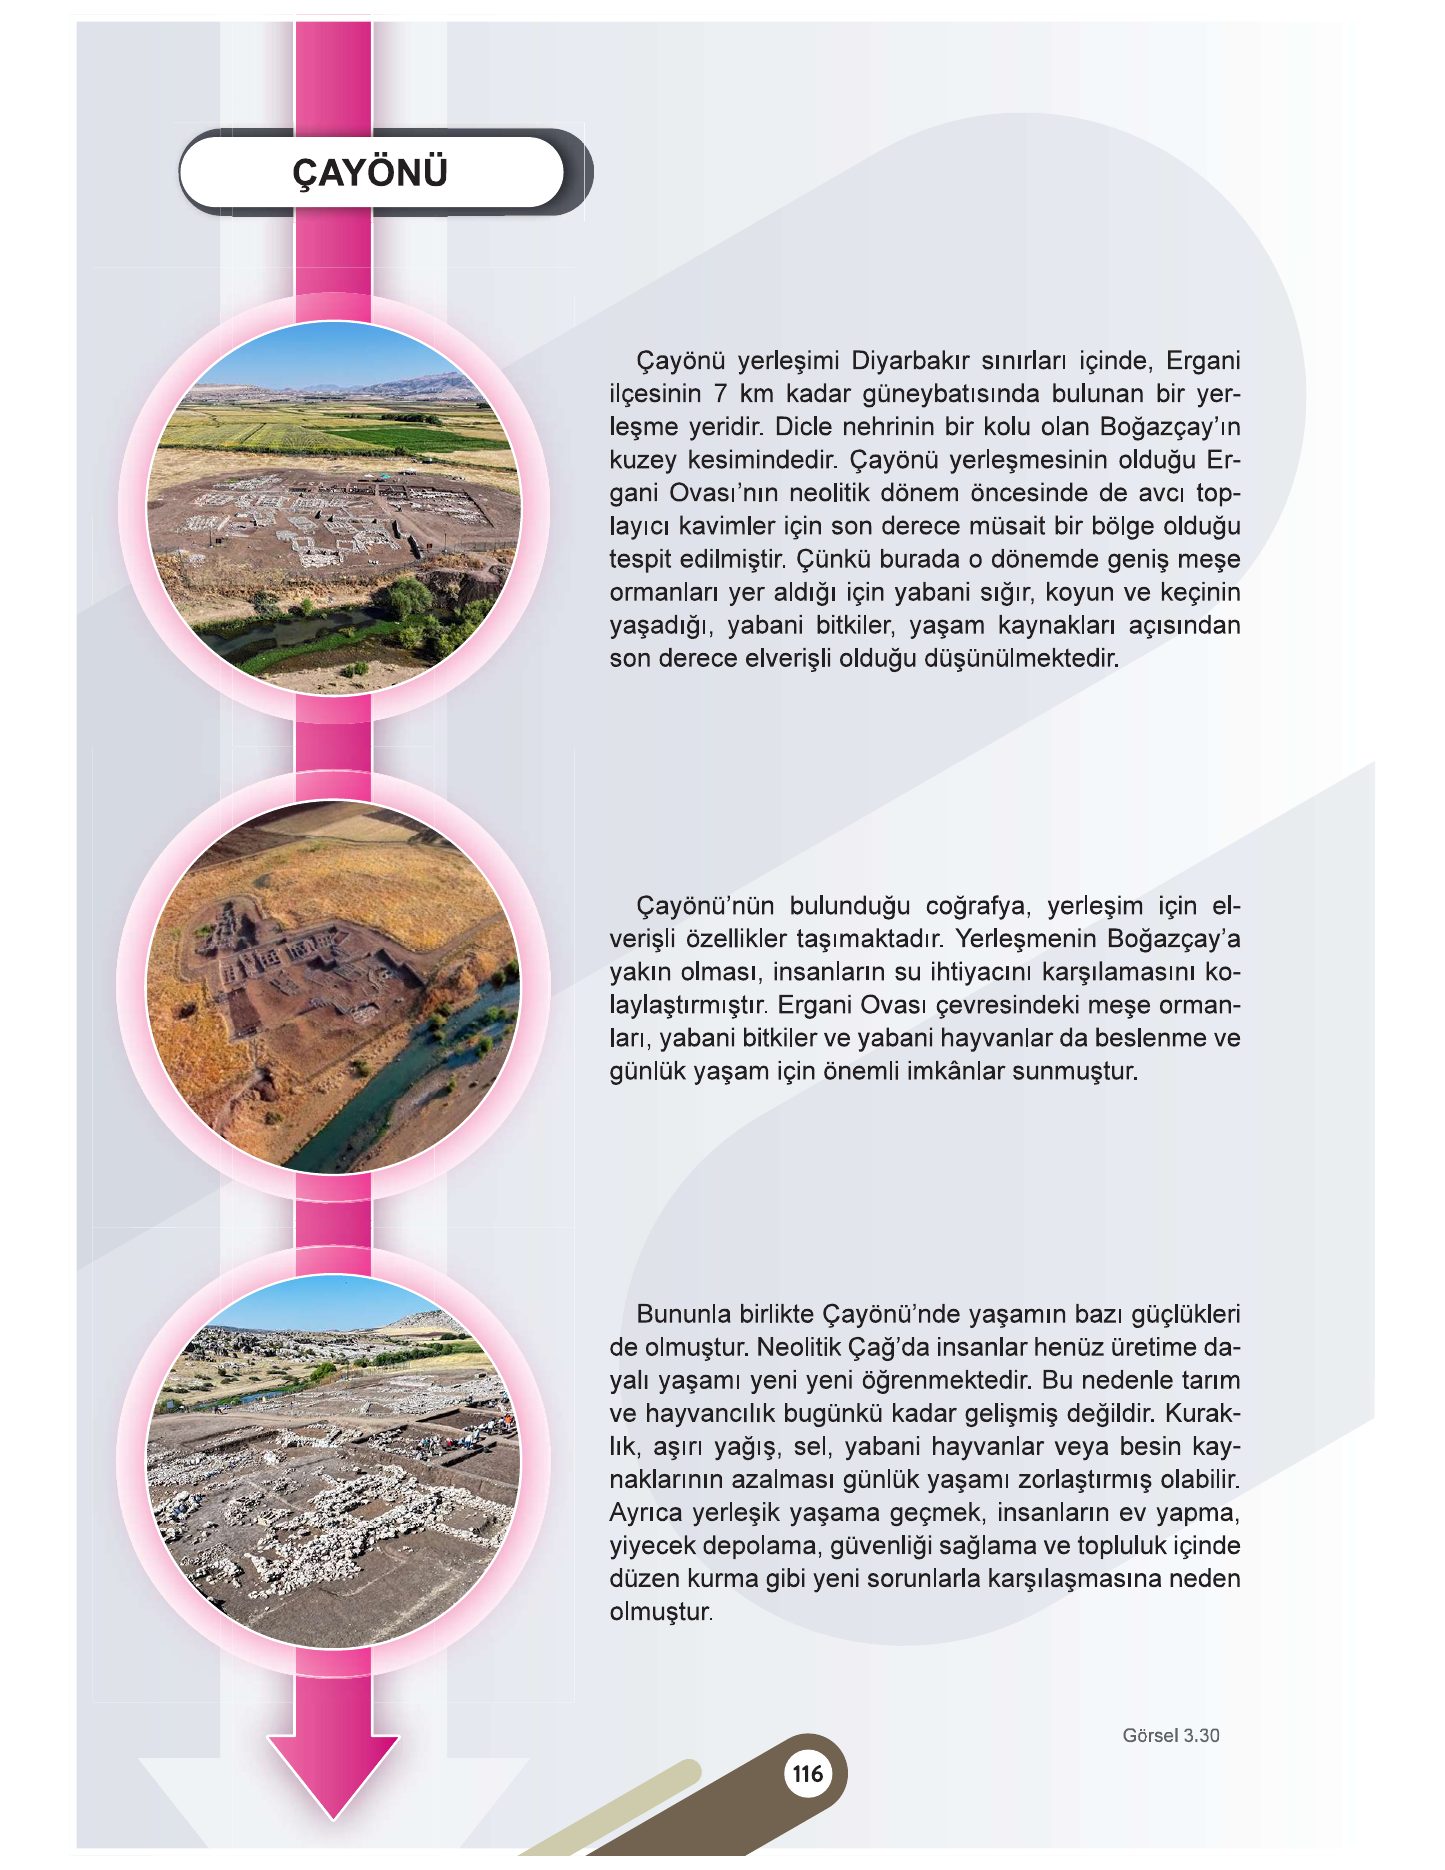 ÇAYÖNÜ
Çayönü yerleşimi Diyarbakır sınırları içinde, Ergani
ilçesinin 7 km kadar güneybatısında bulunan bir yer-
leşme yeridir. Dicle nehrinin bir kolu olan Boğazçay’ın
kuzey kesimindedir. Çayönü yerleşmesinin olduğu Er-
gani Ovası’nın neolitik dönem öncesinde de avcı top-
layıcı kavimler için son derece müsait bir bölge olduğu
tespit edilmiştir. Çünkü burada o dönemde geniş meşe
ormanları yer aldığı için yabani sığır, koyun ve keçinin
yaşadığı, yabani bitkiler, yaşam kaynakları açısından
son derece elverişli olduğu düşünülmektedir.
Çayönü’nün bulunduğu coğrafya, yerleşim için el-
verişli özellikler taşımaktadır. Yerleşmenin Boğazçay’a
yakın olması, insanların su ihtiyacını karşılamasını ko-
laylaştırmıştır. Ergani Ovası çevresindeki meşe orman-
ları, yabani bitkiler ve yabani hayvanlar da beslenme ve
günlük yaşam için önemli imkânlar sunmuştur.
Bununla birlikte Çayönü’nde yaşamın bazı güçlükleri
de olmuştur. Neolitik Çağ’da insanlar henüz üretime da-
yalı yaşamı yeni yeni öğrenmektedir. Bu nedenle tarım
ve hayvancılık bugünkü kadar gelişmiş değildir. Kurak-
lık, aşırı yağış, sel, yabani hayvanlar veya besin kay-
naklarının azalması günlük yaşamı zorlaştırmış olabilir.
Ayrıca yerleşik yaşama geçmek, insanların ev yapma,
yiyecek depolama, güvenliği sağlama ve topluluk içinde
düzen kurma gibi yeni sorunlarla karşılaşmasına neden
olmuştur.
Görsel 3.30
116